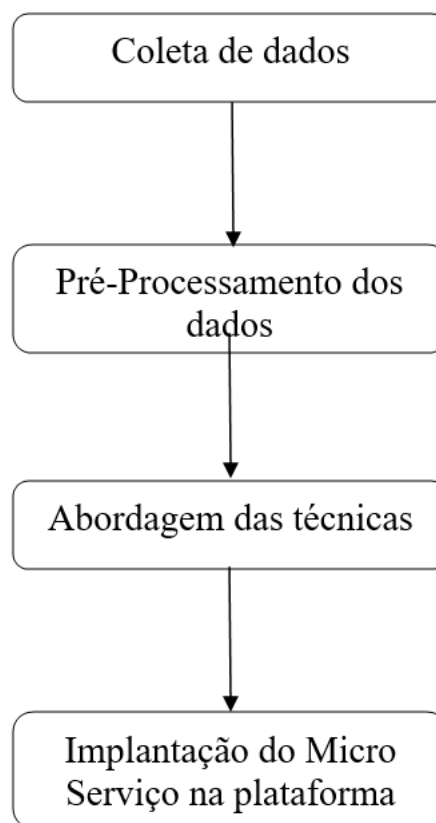 Coleta de dados
Pré-Processamento dos
dados
Abordagem das técnicas
Implantação do Micro
Serviço na plataforma